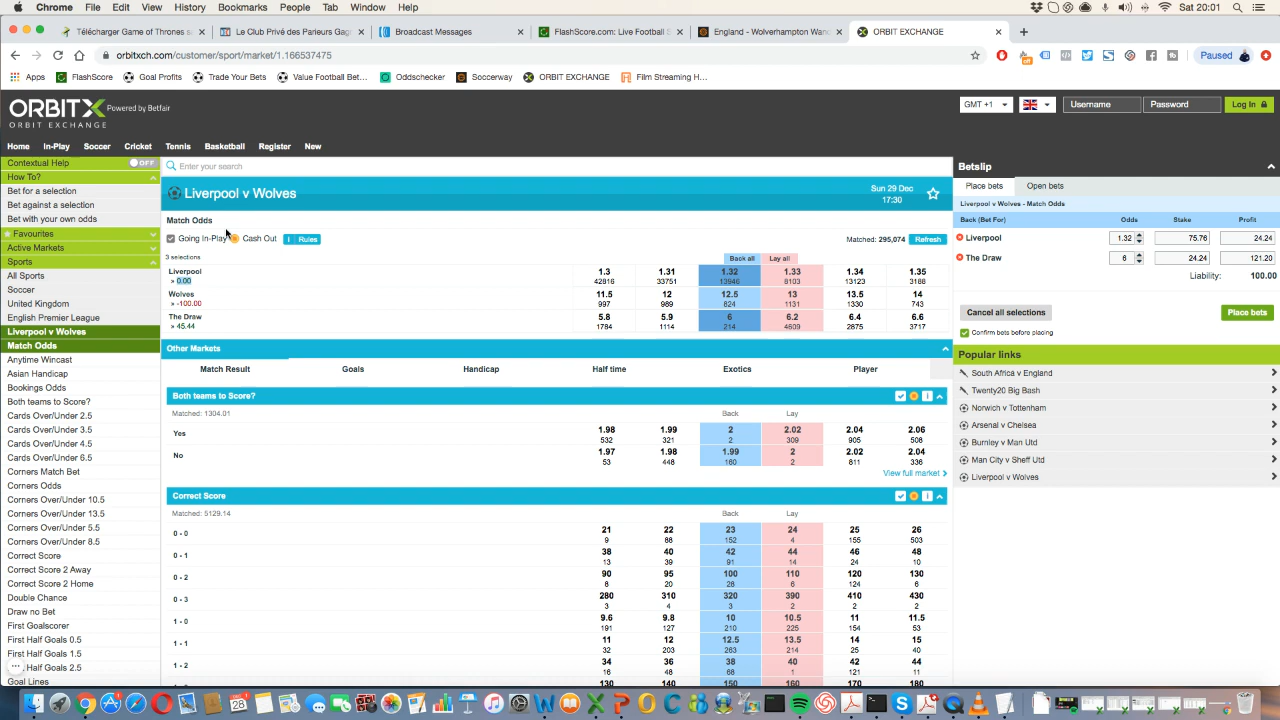 Chrome File Edit View History Bookmarks People Tab Window Help Sat 20:01
Télécharger Game of Thrones sa × Le Club Privé des Parieurs Gagn × Broadcast Messages × FlashScore.com: Live Football S × England - Wolverhampton Wand × ORBIT EXCHANGE ×
orbitxch.com/customer/sport/market/1.166537475 Paused
Apps FlashScore Goal Profits Trade Your Bets Value Football Bet... Oddschecker Soccerway ORBIT EXCHANGE Film Streaming H...
ORBITX Powered by Betfair GMT +1 Username Password Log In
ORBIT EXCHANGE
Home In-Play Soccer Cricket Tennis Basketball Register New
Contextual Help OFF
How To?
Bet for a selection
Bet against a selection
Bet with your own odds
Favourites
Active Markets
Sports
All Sports
Soccer
United Kingdom
English Premier League
Liverpool v Wolves
Match Odds
Anytime Wincast
Asian Handicap
Bookings Odds
Both teams to Score?
Cards Over/Under 2.5
Cards Over/Under 3.5
Cards Over/Under 4.5
Cards Over/Under 6.5
Corners Match Bet
Corners Odds
Corners Over/Under 10.5
Corners Over/Under 13.5
Corners Over/Under 5.5
Corners Over/Under 8.5
Correct Score
Correct Score 2 Away
Correct Score 2 Home
Double Chance
Draw no Bet
First Goalscorer
First Half Goals 0.5
First Half Goals 1.5
Half Goals 2.5
Goal Lines
Enter your search
Liverpool v Wolves Sun 29 Dec
17:30
Match Odds
Going In-Play Cash Out i Rules Matched: 295,074 Refresh
3 selections Back all Lay all
Liverpool 1.3 1.31 1.32 1.33 1.34 1.35
» 0.00 42816 33751 13946 8103 13123 3188
Wolves 11.5 12 12.5 13 13.5 14
» -100.00 997 989 824 1131 1330 743
The Draw 5.8 5.9 6 6.2 6.4 6.6
» 45.44 1784 1114 214 4609 2875 3717
Other Markets
Match Result Goals Handicap Half time Exotics Player
Both teams to Score? i
Matched: 1304.01 Back Lay
Yes 1.98 1.99 2 2.02 2.04 2.06
532 321 2 309 905 508
No 1.97 1.98 1.99 2 2.02 2.04
53 448 180 2 811 336
View full market
Correct Score i
Matched: 5129.14 Back Lay
0 - 0 21 22 23 24 25 26
9 88 152 4 155 503
0 - 1 38 40 42 44 46 48
13 39 91 14 24 10
0 - 2 90 95 100 110 120 130
8 20 28 6 124 6
0 - 3 280 310 320 390 410 430
3 4 3 2 2 2
1 - 0 9.6 9.8 10 10.5 11 11.5
191 127 210 225 154 53
1 - 1 11 12 12.5 13.5 14 15
32 203 263 214 25 40
1 - 2 34 36 38 40 42 44
16 48 68 1 21 11
130 140 150 160 170 180
Betslip
Place bets Open bets
Liverpool v Wolves - Match Odds
Back (Bet For) Odds Stake Profit
Liverpool 1.32 75.76 24.24
The Draw 6 24.24 121.20
Liability: 100.00
Cancel all selections Place bets
Confirm bets before placing
Popular links
South Africa v England
Twenty20 Big Bash
Norwich v Tottenham
Arsenal v Chelsea
Burnley v Man Utd
Man City v Sheff Utd
Liverpool v Wolves